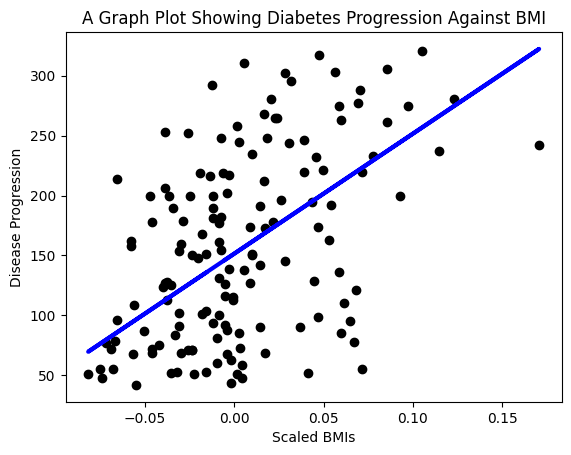 A Graph Plot Showing Diabetes Progression Against BMI
300
250
200
150
100
50
Disease Progression
−0.05 0.00 0.05 0.10 0.15
Scaled BMIs